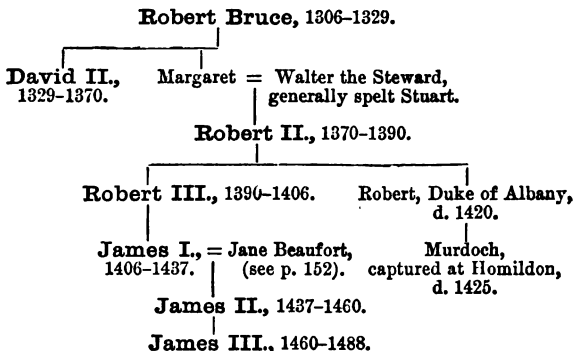 Robert Bruce, 1306–1329.
David II.,
1329–1370.
Margaret = Walter the Steward,
generally spelt Stuart.
Robert II., 1370–1390.
Robert III., 1390–1406.
Robert, Duke of Albany,
d. 1420.
James I., = Jane Beaufort,
1406–1437. (see p. 152).
Murdoch,
captured at Homildon,
d. 1425.
James II., 1437–1460.
James III., 1460–1488.